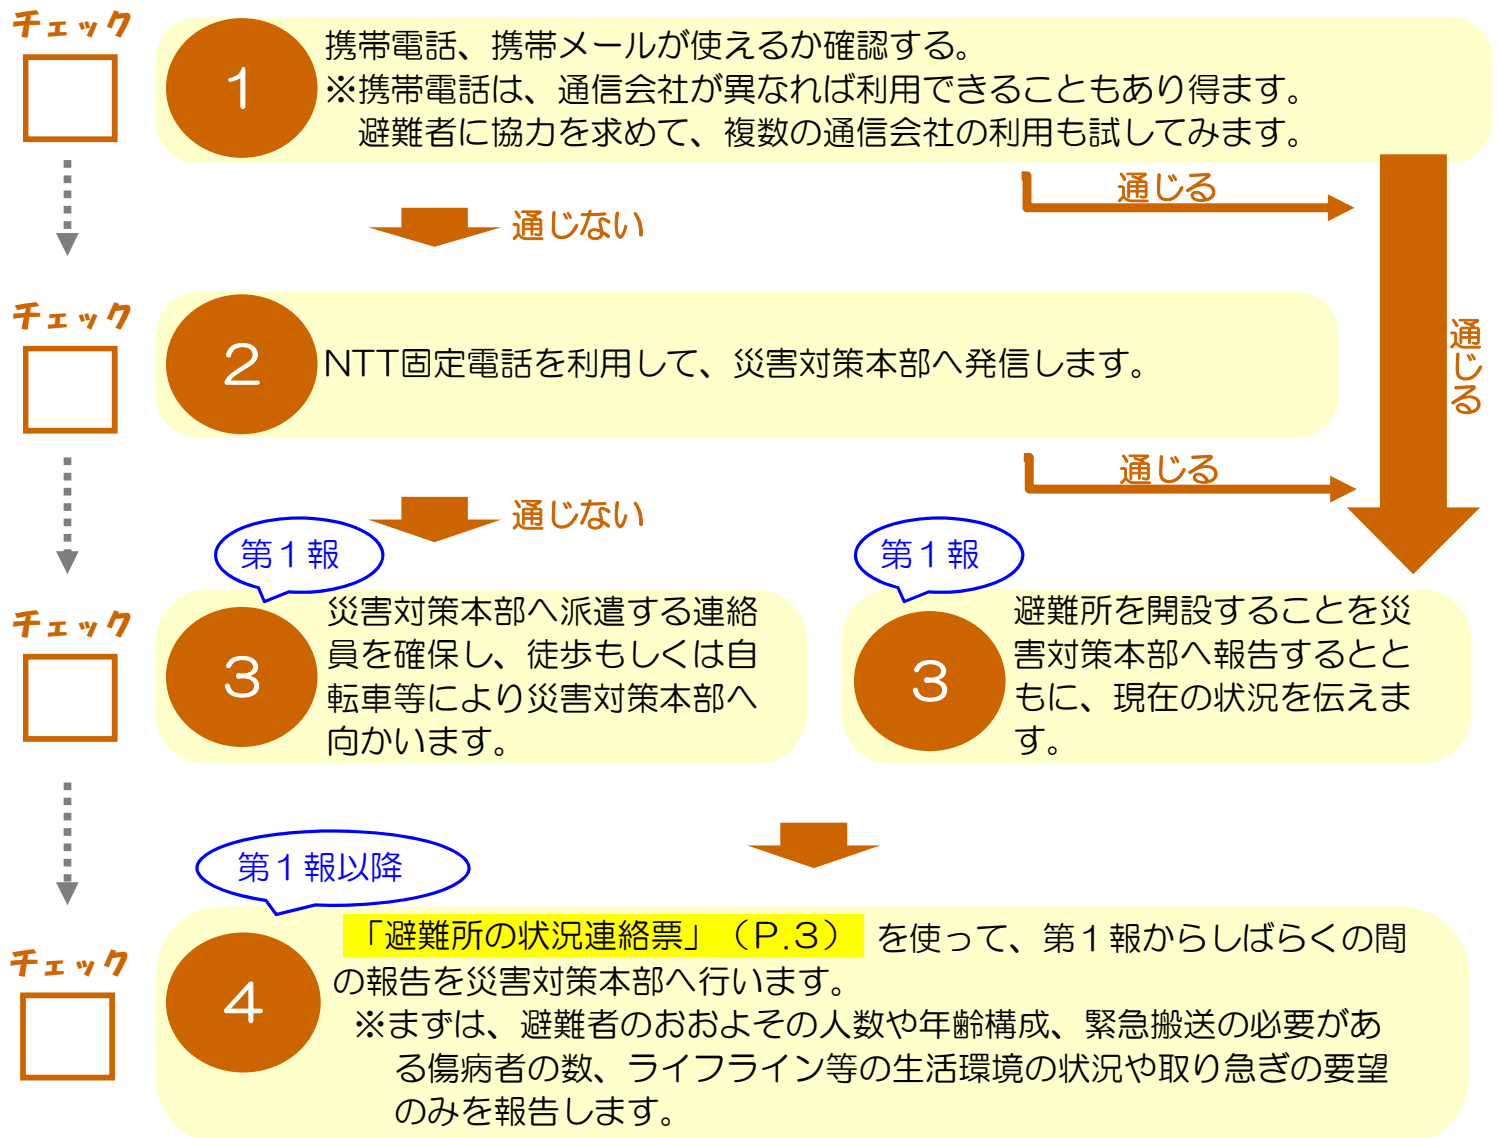 チェック
1
携帯電話、携帯メールが使えるか確認する。
※携帯電話は、通信会社が異なれば利用できることもあり得ます。
避難者に協力を求めて、複数の通信会社の利用も試してみます。
通じる
通じない
チェック
2
NTT固定電話を利用して、災害対策本部へ発信します。
通じる
通じる
通じない
第1報
第1報
チェック
3
災害対策本部へ派遣する連絡
員を確保し、徒歩もしくは自
転車等により災害対策本部へ
向かいます。
3
避難所を開設することを災
害対策本部へ報告するとと
もに、現在の状況を伝えま
す。
第1報以降
チェック
4
「避難所の状況連絡票」（P.3）を使って、第1報からしばらくの間
の報告を災害対策本部へ行います。
※まずは、避難者のおおよその人数や年齢構成、緊急搬送の必要があ
る傷病者の数、ライフライン等の生活環境の状況や取り急ぎの要望
のみを報告します。